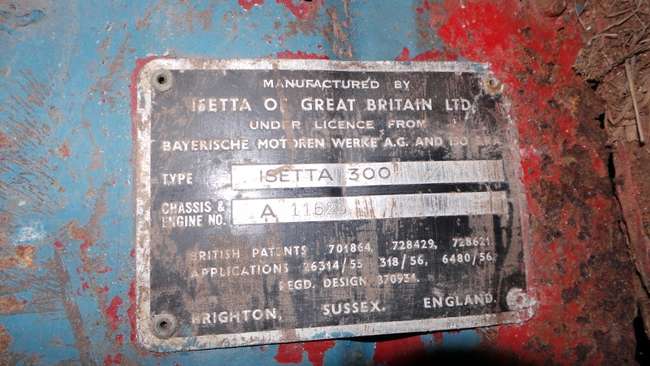 MANUFACTURED BY
ISETTA OF GREAT BRITAIN LTD
UNDER LICENCE FROM
BAYERISCHE MOTOREN WERKE A.G. AND
TYPE ISETTA 300
CHASSIS & ENGINE NO. A
BRITISH PATENTS 701864, 728429, 728621
APPLICATIONS 26314/55 318/56, 6480/56
REGD. DESIGN 870934.
BRIGHTON, SUSSEX, ENGLAND.